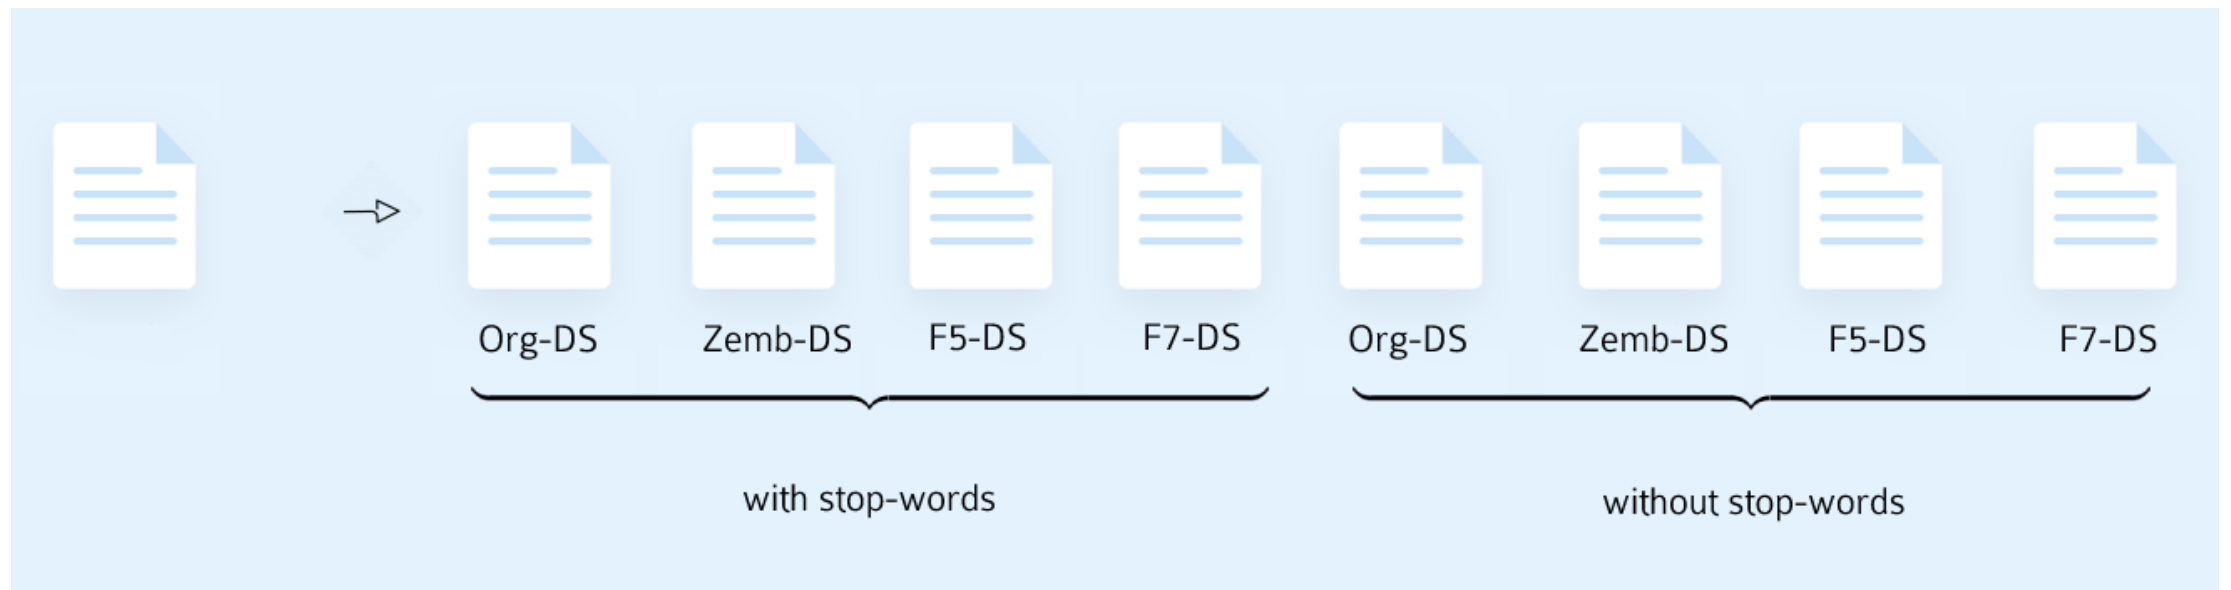 Org-DS Zemb-DS F5-DS F7-DS Org-DS Zemb-DS F5-DS F7-DS
with stop-words without stop-words